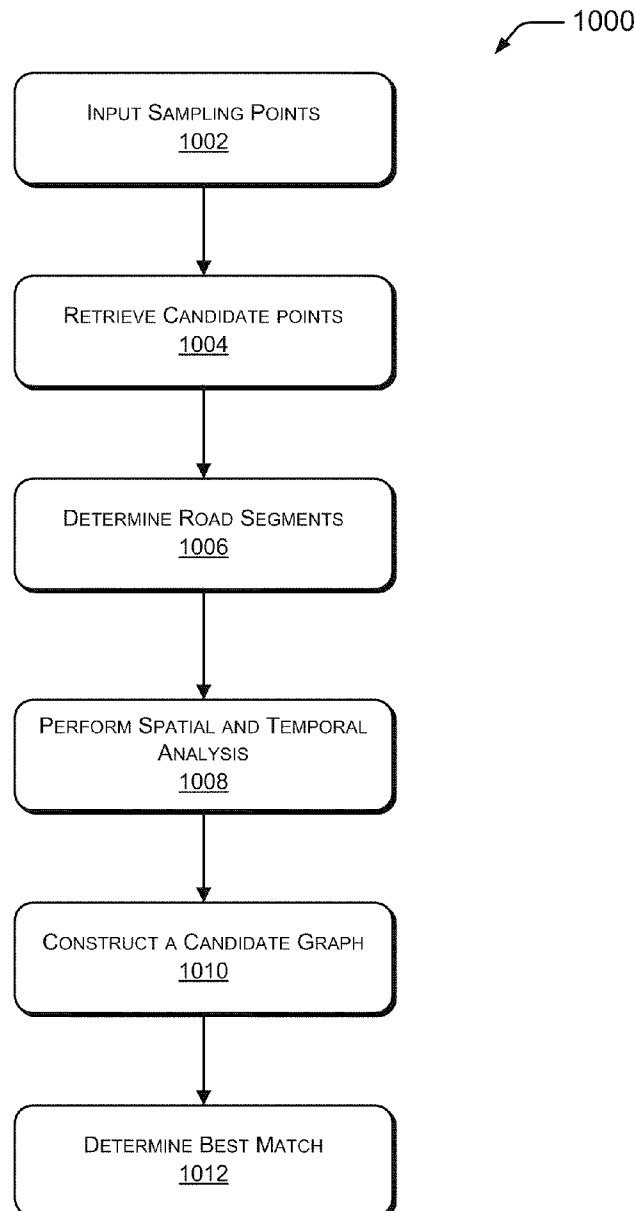 1000
INPUT SAMPLING POINTS
1002
RETRIEVE CANDIDATE POINTS
1004
DETERMINE ROAD SEGMENTS
1006
PERFORM SPATIAL AND TEMPORAL
ANALYSIS
1008
CONSTRUCT A CANDIDATE GRAPH
1010
DETERMINE BEST MATCH
1012